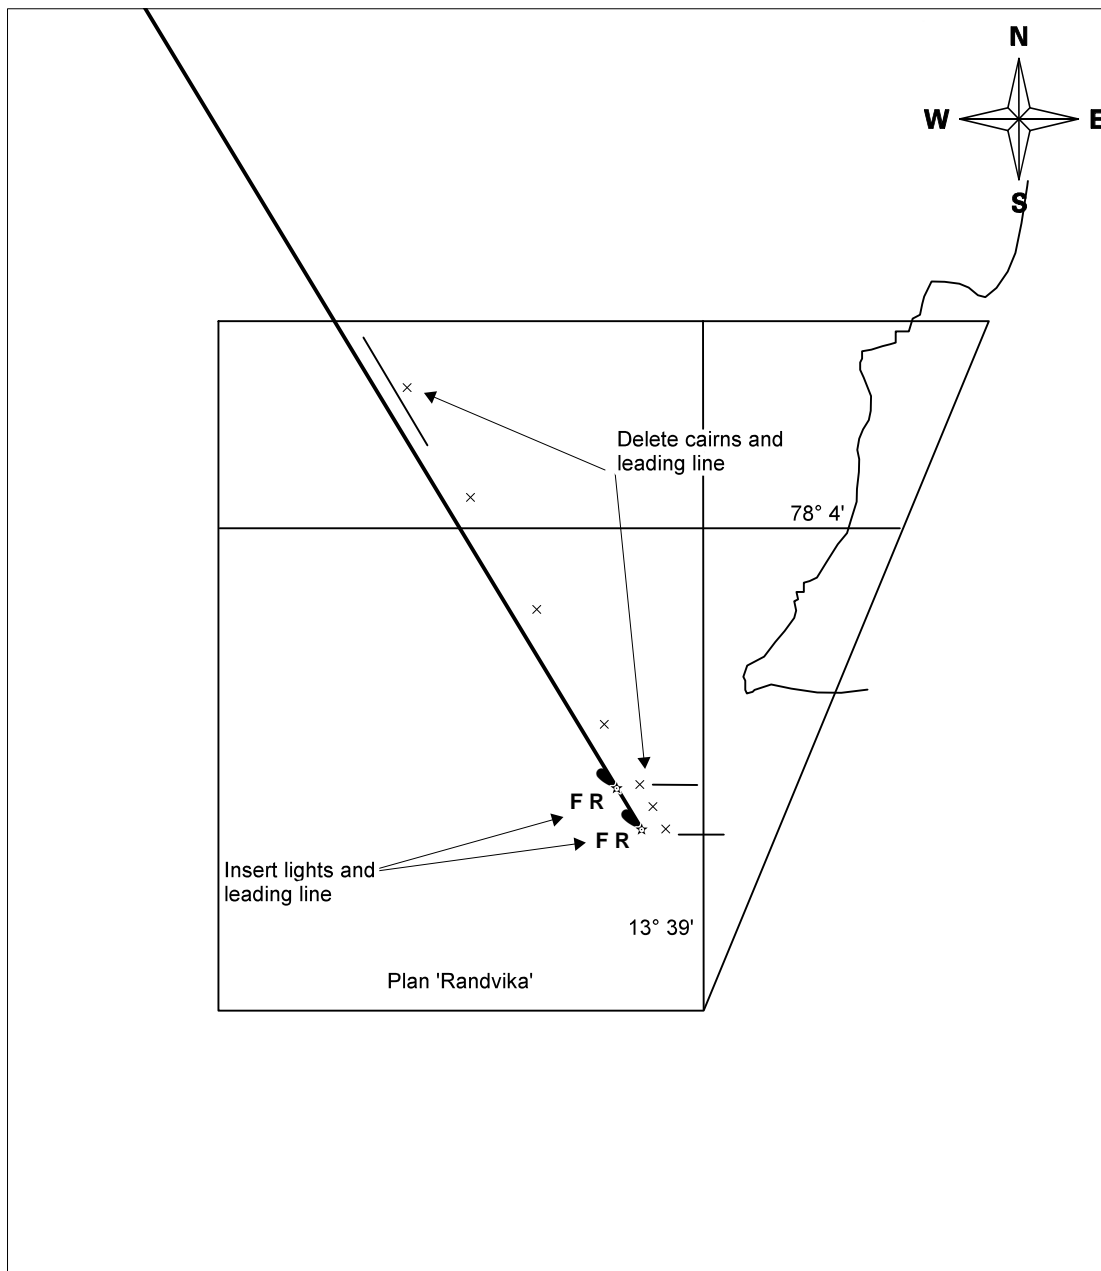 N
W
E
S
Delete cairns and
leading line
78° 4'
F R
F R
Insert lights and
leading line
13° 39'
Plan 'Randvika'